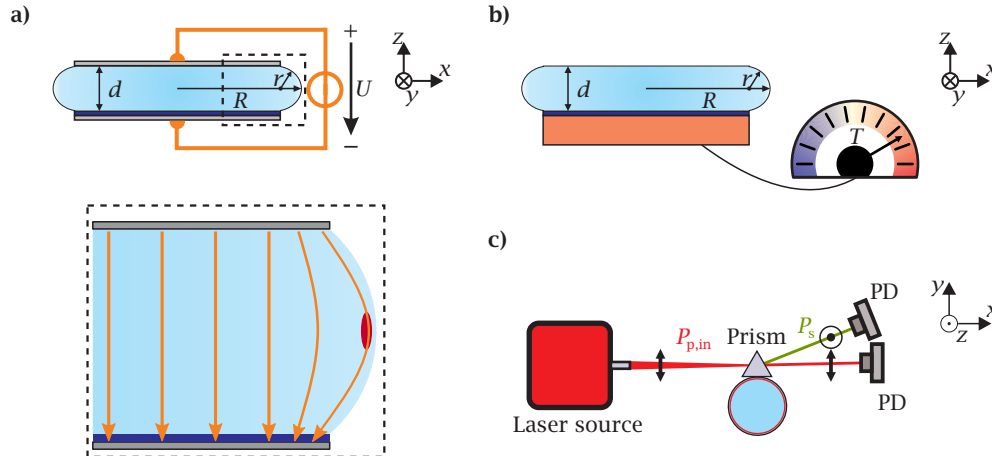 a)
+
d
r
R
U
−
z
x
y
b)
d
r
R
T
z
x
y
c)
Laser source
P_p,in
Prism
P_s
PD
PD
y
x
z